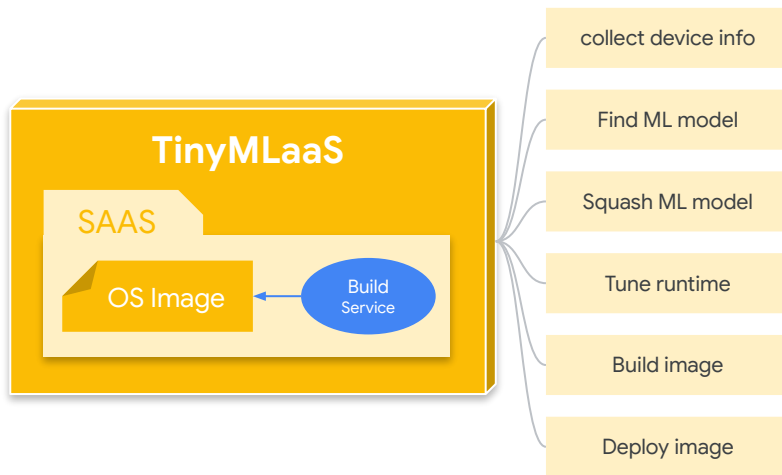 TinyMLaaS
SAAS
OS Image
Build
Service
collect device info
Find ML model
Squash ML model
Tune runtime
Build image
Deploy image